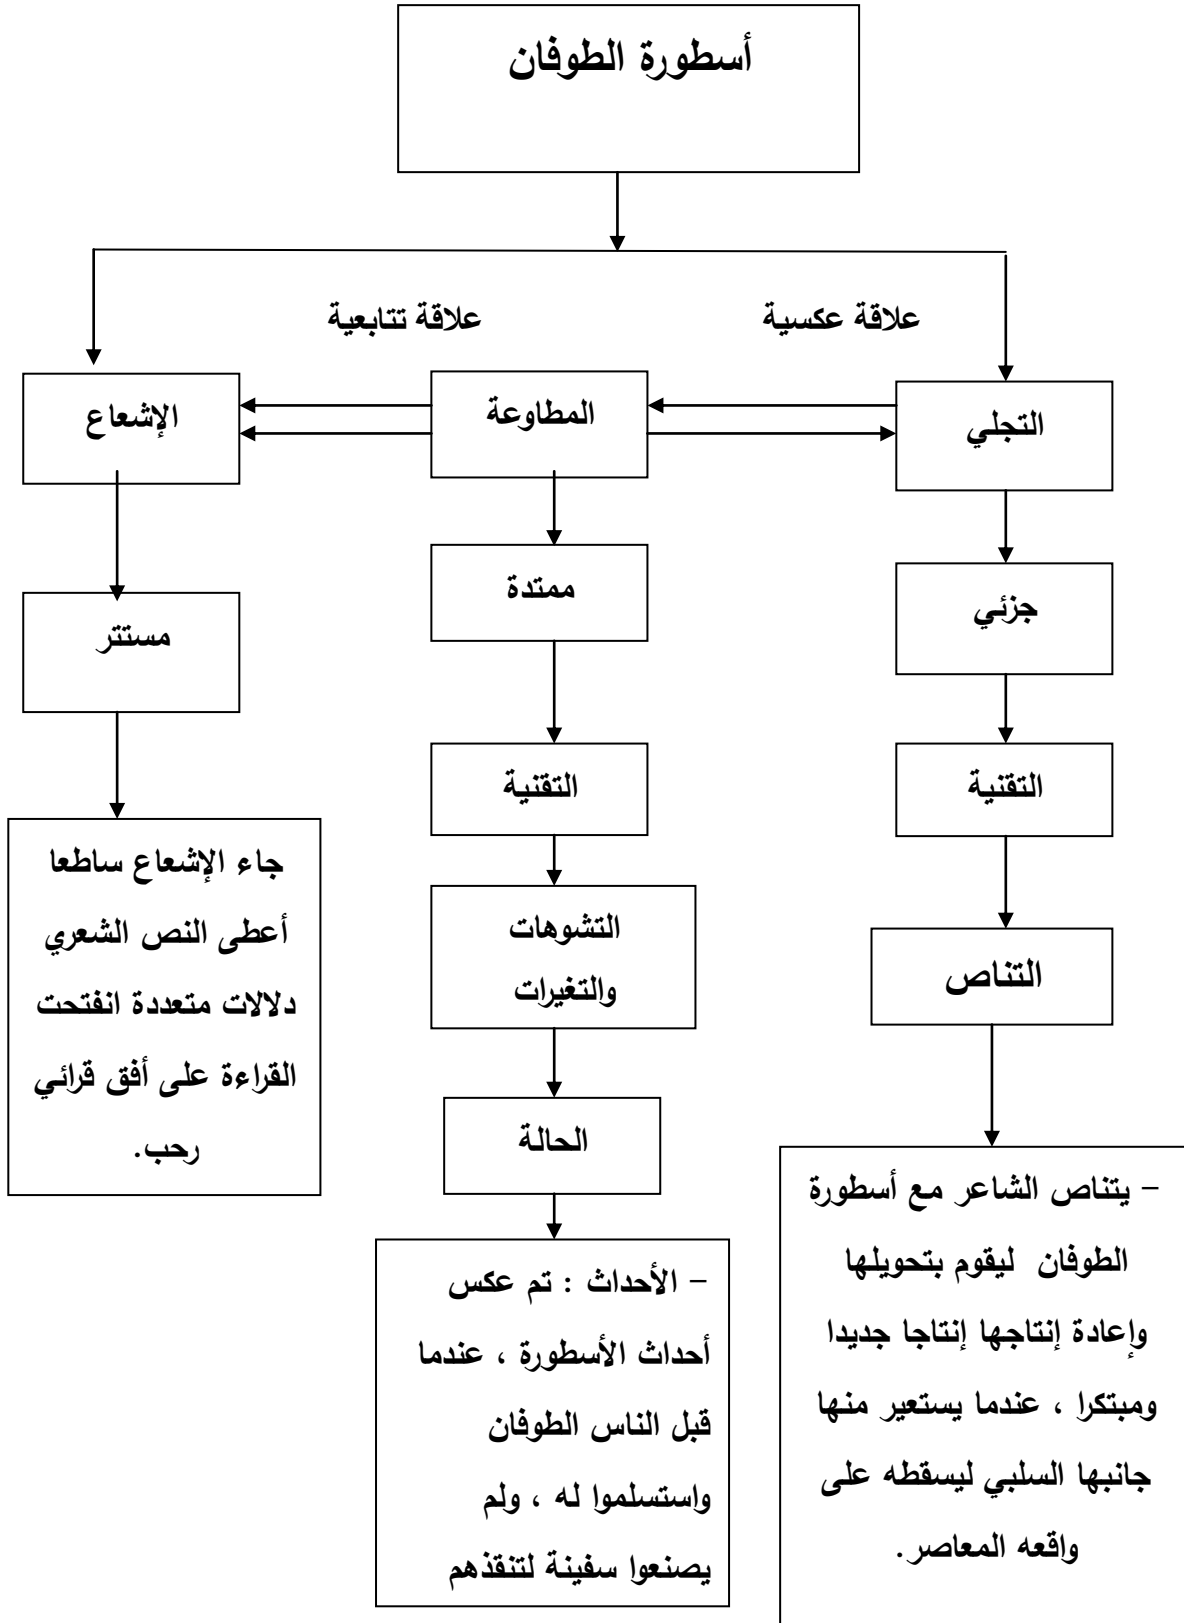 أسطورة الطوفان
علاقة عكسية
علاقة تتابعية
التجلي
المطاوعة
الإشعاع
جزئي
ممتدة
مستتر
التقنية
التقنية
جاء الإشعاع ساطعا
أعطى النص الشعري
دلالات متعددة انفتحت
القراءة على أفق قرائي
رحب.
التشوهات
والتغيرات
التناص
الحالة
– يتناص الشاعر مع أسطورة
الطوفان ليقوم بتحويلها
وإعادة إنتاجها إنتاجا جديدا
ومبتكرا ، عندما يستعير منها
جانبها السلبي ليسقطه على
واقعه المعاصر.
– الأحداث : تم عكس
أحداث الأسطورة ، عندما
قبل الناس الطوفان
واستسلموا له ، ولم
يصنعوا سفينة لتنقذهم